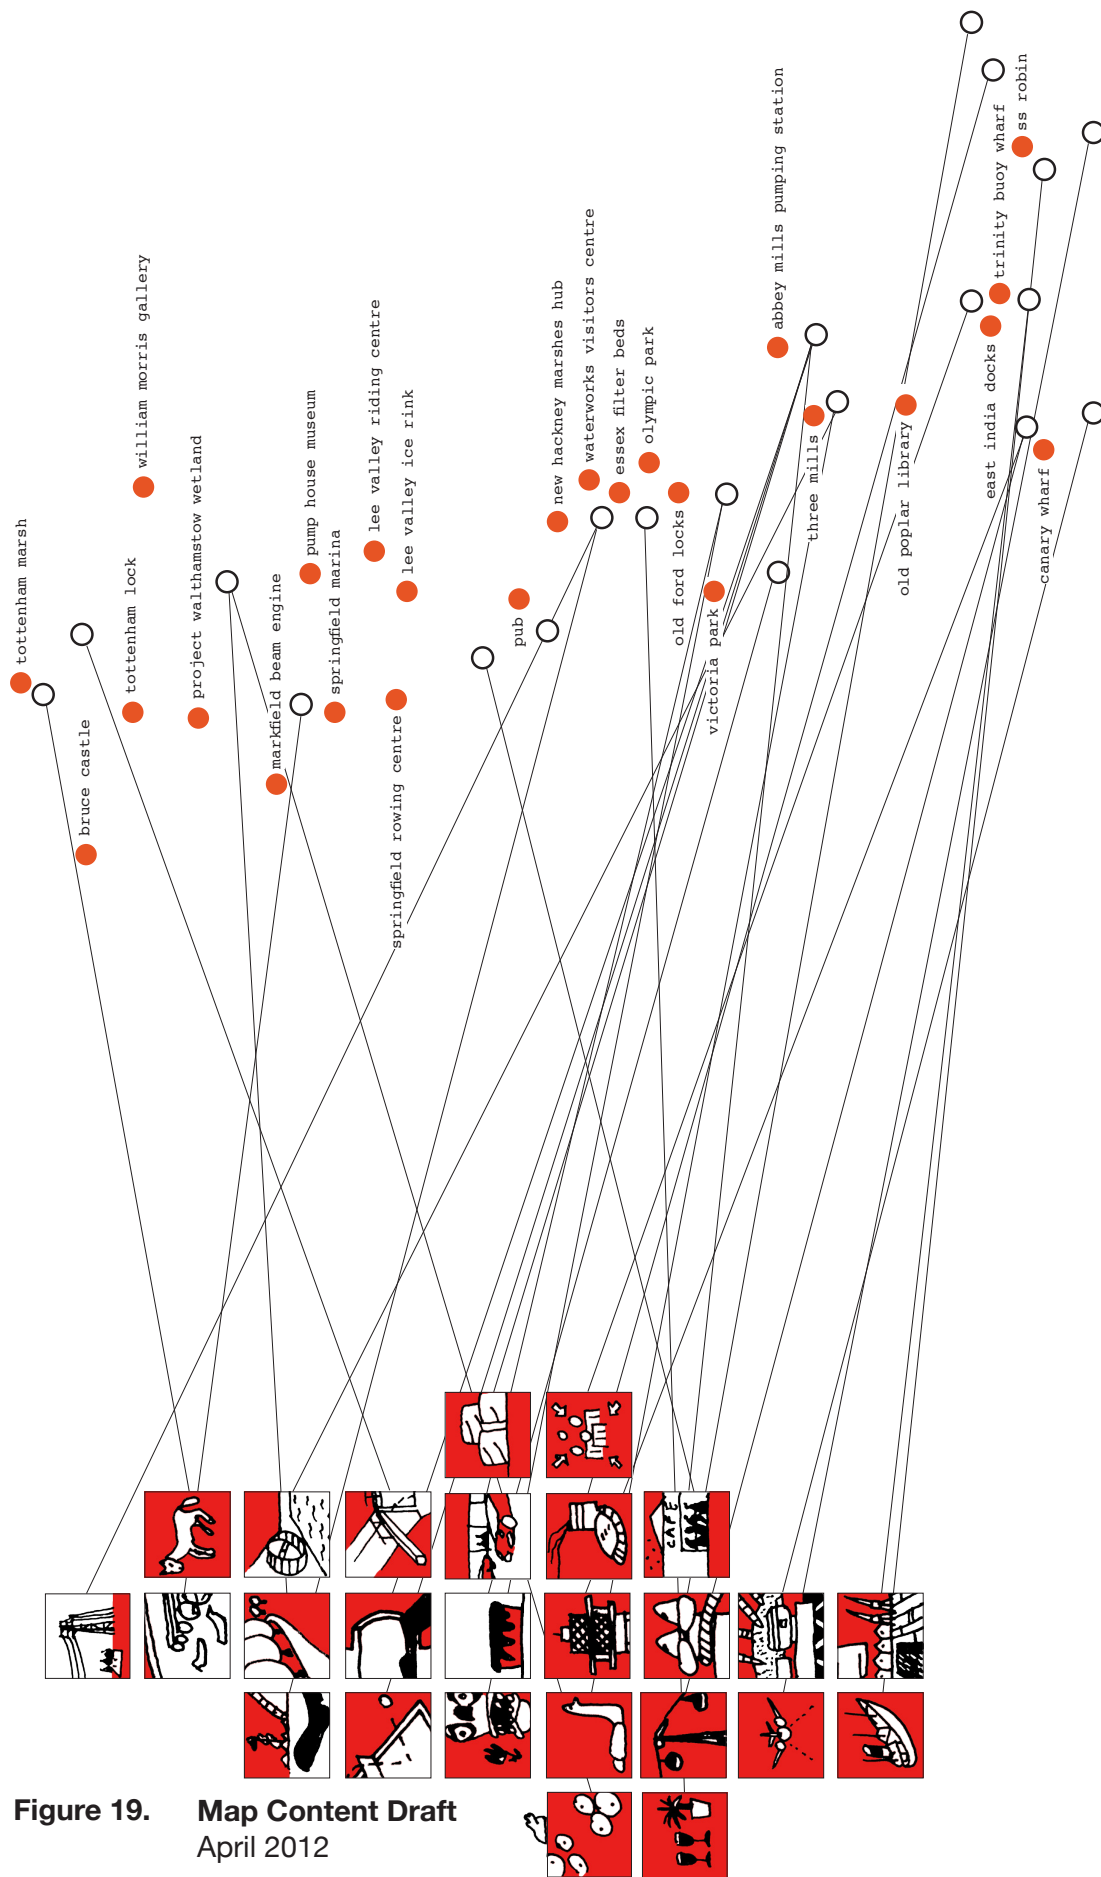 tottenham marsh
bruce castle
tottenham lock
william morris gallery
project walthamstow wetland
markfield beam engine
pump house museum
springfield marina
lee valley riding centre
springfield rowing centre
lee valley ice rink
pub
new hackney marshes hub
waterworks visitors centre
essex filter beds
olympic park
old ford locks
victoria park
abbey mills pumping station
three mills
old poplar library
east india docks
trinity buoy wharf
ss robin
canary wharf
CAFE
Figure 19. Map Content Draft
April 2012